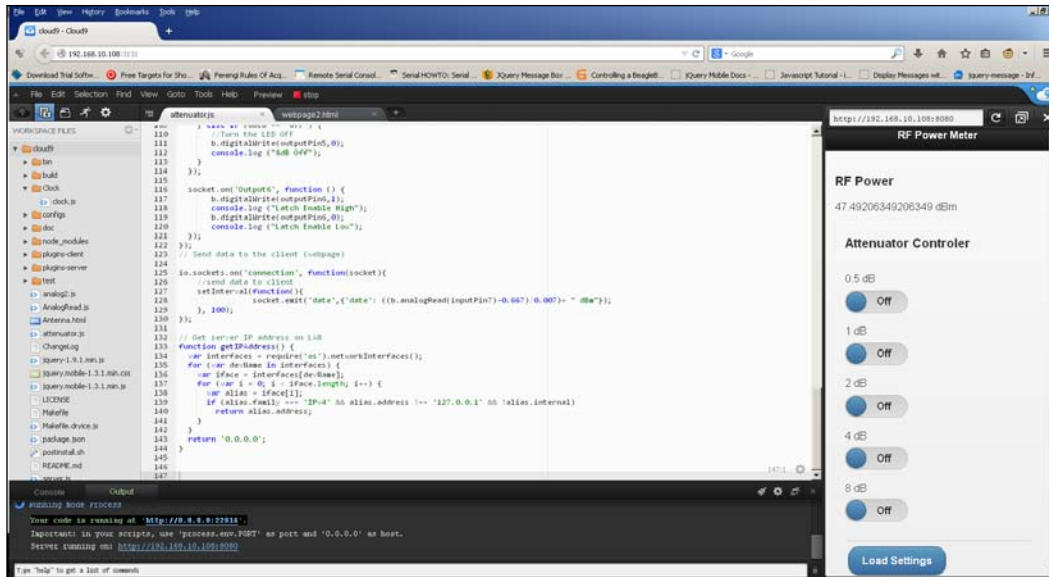 File Edit View History Bookmarks Tools Help
cloud9 - Cloud9
192.168.10.108:3131
Google
Download Trial Softw... Free Targets for Sho... Ferengi Rules Of Acq... Remote Serial Consol... Serial HOWTO: Serial ... JQuery Message Box ... Controlling a BeagleB... JQuery Mobile Docs - ... Javascript Tutorial - i... Display Messages wit... jquery-message - Inf...
File Edit Selection Find View Goto Tools Help Preview stop
attenuator.js
webpage2.html
WORKSPACE FILES
cloud9
bin
build
Clock
clock.js
configs
doc
node_modules
plugins-client
plugins-server
test
analog2.js
AnalogRead.js
Antenna.html
attenuator.js
ChangeLog
jquery-1.9.1.min.js
jquery.mobile-1.3.1.min.css
jquery.mobile-1.3.1.min.js
LICENSE
Makefile
Makefile.dryice.js
package.json
postinstall.sh
README.md
server.js
110 //Turn the LED OFF
111 b.digitalWrite(outputPin5,0);
112 console.log ("8dB Off");
113 }
114 });
115
116 socket.on('Output6', function () {
117 b.digitalWrite(outputPin6,1);
118 console.log ("Latch Enable High");
119 b.digitalWrite(outputPin6,0);
120 console.log ("Latch Enable Low");
121 });
122 });
123 // Send data to the client (webpage)
124
125 io.sockets.on('connection', function(socket){
126 //send data to client
127 setInterval(function(){
128 socket.emit('date',{'date': ((b.analogRead(inputPin7)-0.667)/0.007)+ " dBm"});
129 }, 100);
130 });
131
132 // Get server IP address on LAN
133 function getIPAddress() {
134 var interfaces = require('os').networkInterfaces();
135 for (var devName in interfaces) {
136 var iface = interfaces[devName];
137 for (var i = 0; i < iface.length; i++) {
138 var alias = iface[i];
139 if (alias.family === 'IPv4' && alias.address !== '127.0.0.1' && !alias.internal)
140 return alias.address;
141 }
142 }
143 return '0.0.0.0';
144 }
145
146
147
147:1
Console Output
Running Node Process
Your code is running at 'http://0.0.0.0:22814'.
Important: in your scripts, use 'process.env.PORT' as port and '0.0.0.0' as host.
Server running on: http://192.168.10.108:8080
Type "help" to get a list of commands
http://192.168.10.108:8080
RF Power Meter
RF Power
47.49206349206349 dBm
Attenuator Controler
0.5 dB
Off
1 dB
Off
2 dB
Off
4 dB
Off
8 dB
Off
Load Settings